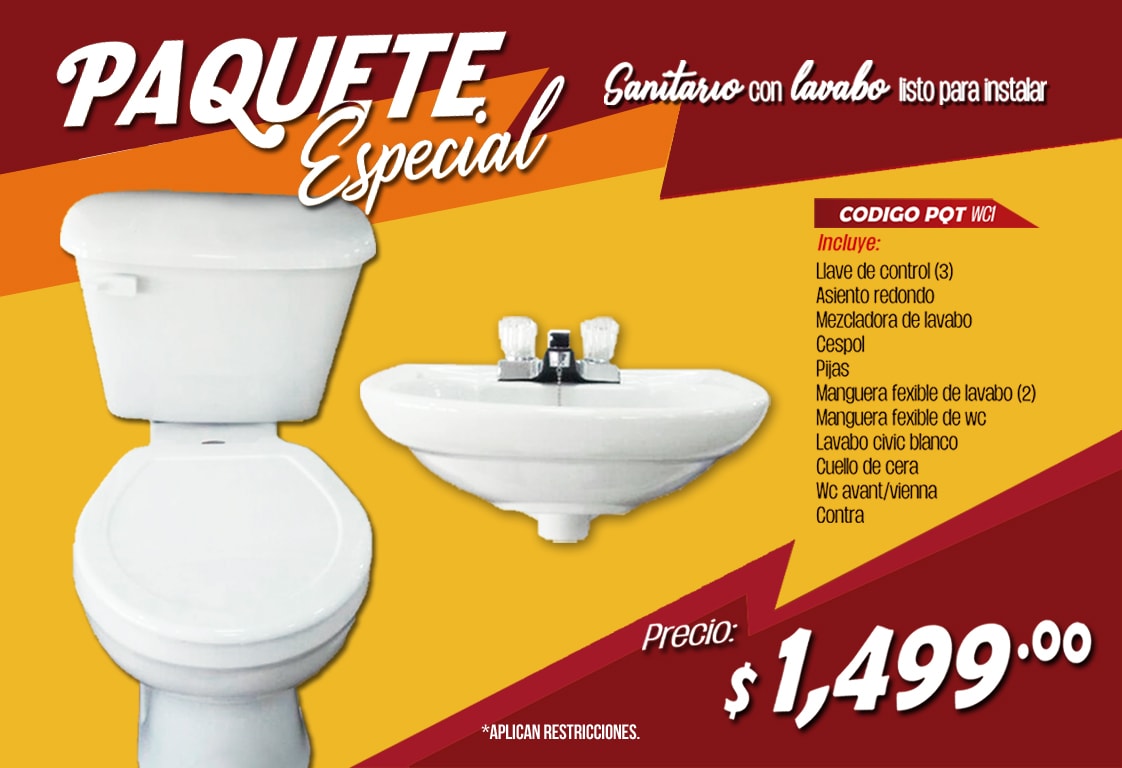 PAQUETE
Especial
Sanitario con lavabo listo para instalar
CODIGO PQT WC1
Incluye:
Llave de control (3)
Asiento redondo
Mezcladora de lavabo
Cespol
Pijas
Manguera fexible de lavabo (2)
Manguera fexible de wc
Lavabo civic blanco
Cuello de cera
Wc avant/vienna
Contra
Precio:
$ 1,499.00
*APLICAN RESTRICCIONES.